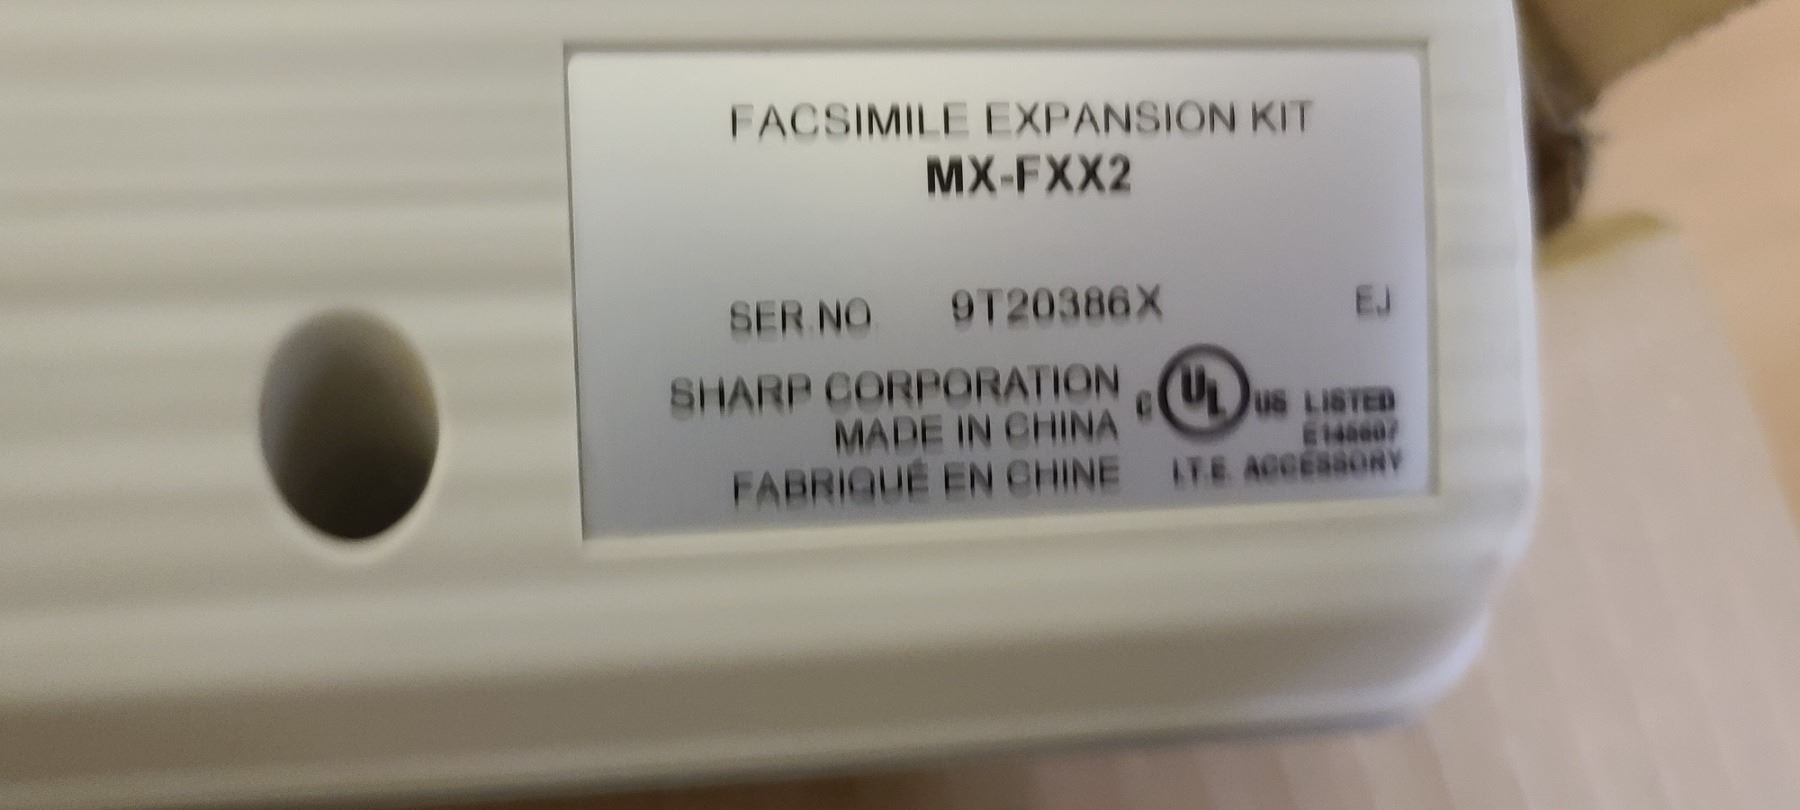 FACSIMILE EXPANSION KIT
MX-FXX2
SER.NO 9T20386X EJ
SHARP CORPORATION
MADE IN CHINA
FABRIQUÉ EN CHINE
C UL US LISTED
I.T.E. ACCESSORY